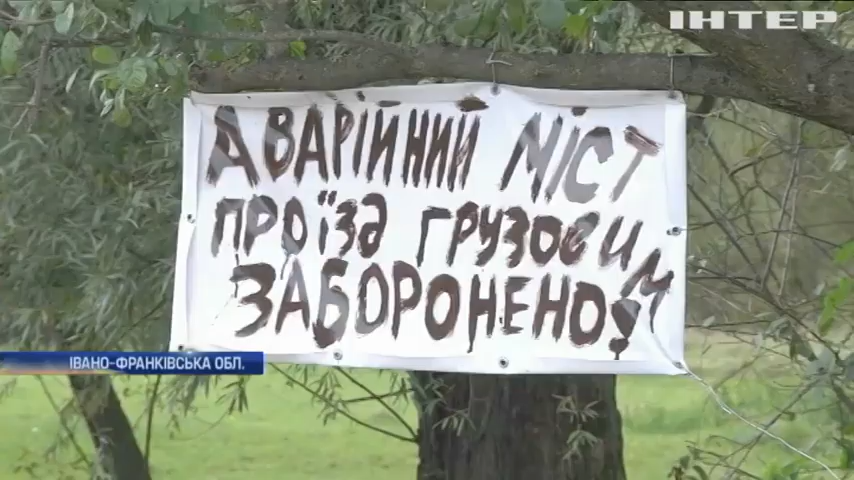 ІНТЕР
АВАРІЙНИЙ МІСТ
ПРОЇЗД ГРУЗОВИМ
ЗАБОРОНЕНО!
ІВАНО-ФРАНКІВСЬКА ОБЛ.